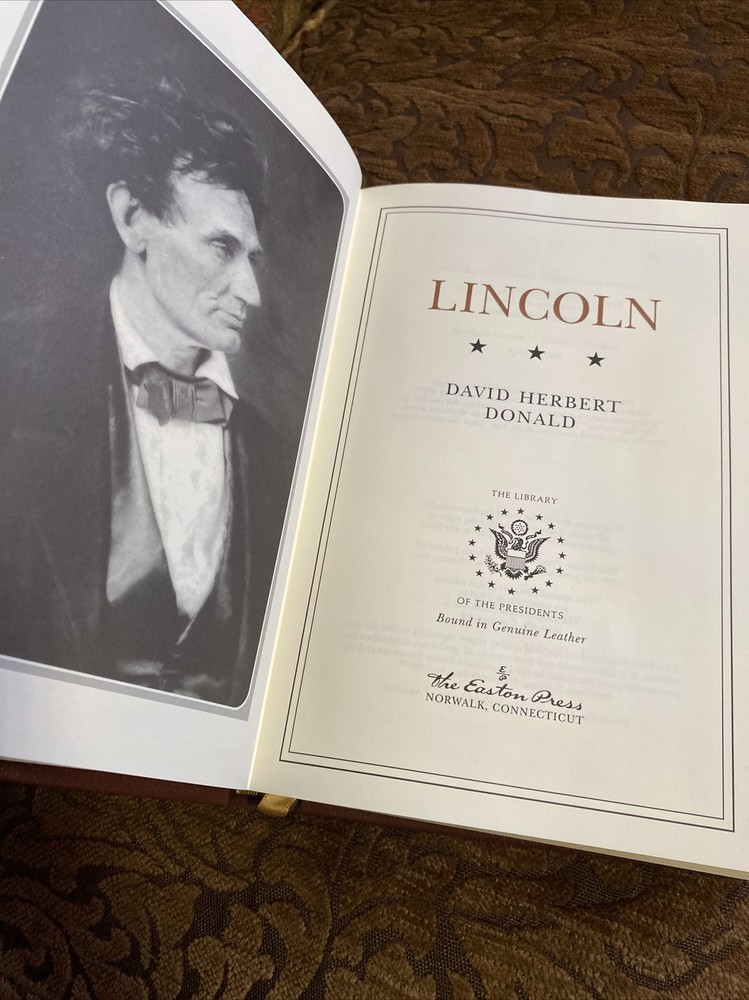 LINCOLN
DAVID HERBERT
DONALD
THE LIBRARY
OF THE PRESIDENTS
Bound in Genuine Leather
The Easton Press
NORWALK, CONNECTICUT